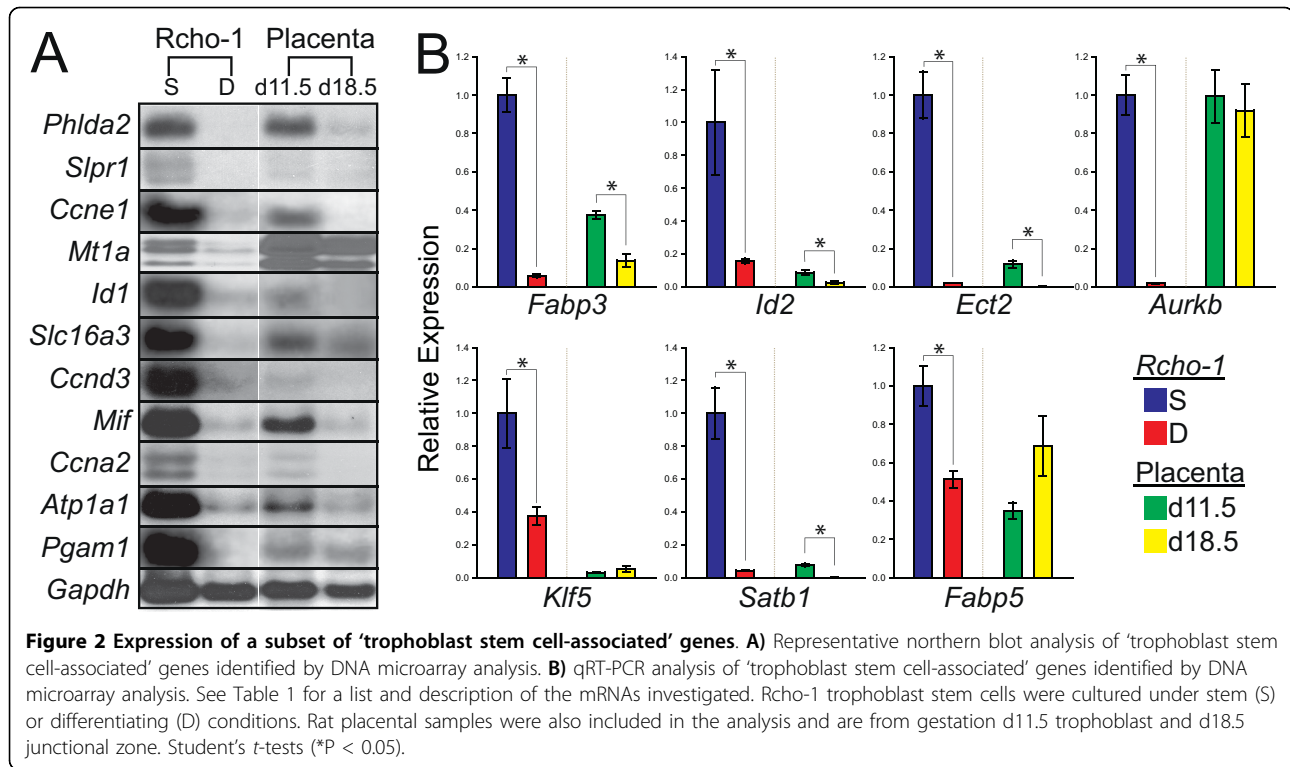 A
Rcho-1 Placenta
S D d11.5 d18.5
Phlda2
Slpr1
Ccne1
Mt1a
Id1
Slc16a3
Ccnd3
Mif
Ccna2
Atp1a1
Pgam1
Gapdh
B
Relative Expression
1.2 1.4 1.2 1.2
1.0 1.2 1.0 1.0
0.8 1.0 0.8 0.8
0.6 0.8 0.6 0.6
0.4 0.6 0.4 0.4
0.2 0.4 0.2 0.2
0.0 0.2 0.0 0.0
0.0
* * * * * * *
Fabp3 Id2 Ect2 Aurkb
1.4 1.4 1.4
1.2 1.2 1.2
1.0 1.0 1.0
0.8 0.8 0.8
0.6 0.6 0.6
0.4 0.4 0.4
0.2 0.2 0.2
0.0 0.0 0.0
* * * *
Klf5 Satb1 Fabp5
Rcho-1
S
D
Placenta
d11.5
d18.5
Figure 2 Expression of a subset of ‘trophoblast stem cell-associated’ genes. A) Representative northern blot analysis of ‘trophoblast stem
cell-associated’ genes identified by DNA microarray analysis. B) qRT-PCR analysis of ‘trophoblast stem cell-associated’ genes identified by DNA
microarray analysis. See Table 1 for a list and description of the mRNAs investigated. Rcho-1 trophoblast stem cells were cultured under stem (S)
or differentiating (D) conditions. Rat placental samples were also included in the analysis and are from gestation d11.5 trophoblast and d18.5
junctional zone. Student’s t-tests (*P < 0.05).